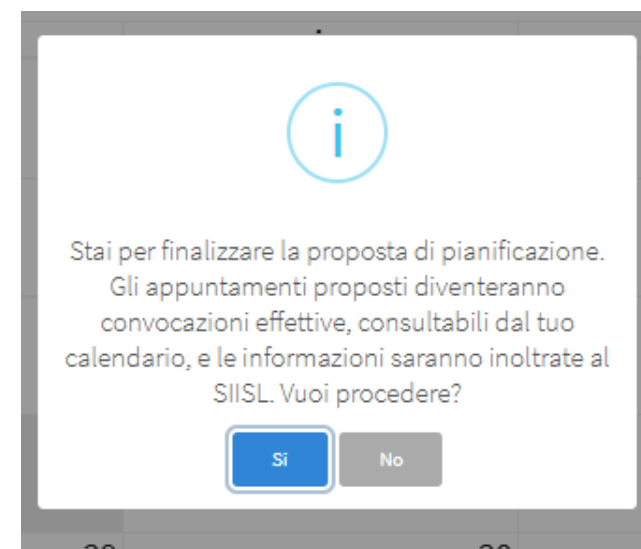 i
Stai per finalizzare la proposta di pianificazione.
Gli appuntamenti proposti diventeranno
convocazioni effettive, consultabili dal tuo
calendario, e le informazioni saranno inoltrate al
SIISL. Vuoi procedere?
Si No